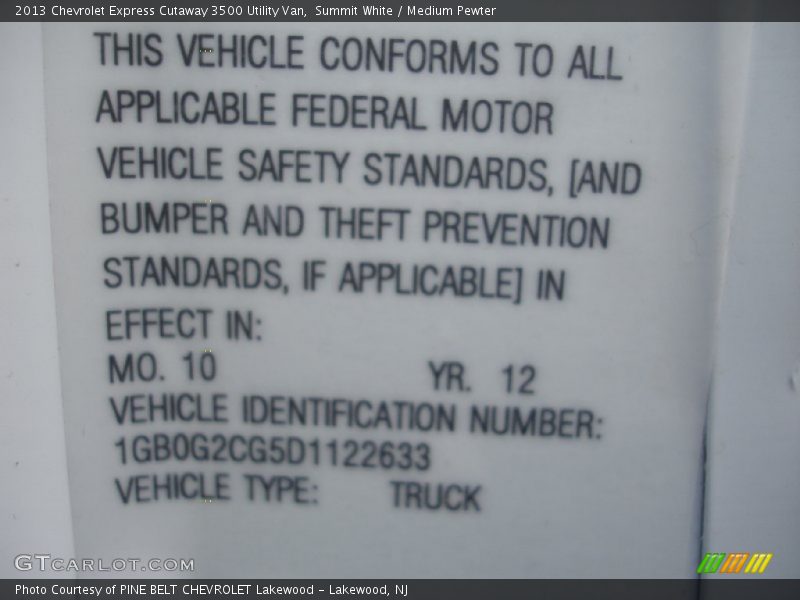 2013 Chevrolet Express Cutaway 3500 Utility Van,  Summit White / Medium Pewter
THIS VEHICLE CONFORMS TO ALL
APPLICABLE FEDERAL MOTOR
VEHICLE SAFETY STANDARDS, [AND
BUMPER AND THEFT PREVENTION
STANDARDS, IF APPLICABLE] IN
EFFECT IN:
MO. 10 YR. 12
VEHICLE IDENTIFICATION NUMBER:
1GB0G2CG5D1122633
VEHICLE TYPE: TRUCK
GTCARLOT.COM
Photo Courtesy of PINE BELT CHEVROLET Lakewood - Lakewood, NJ